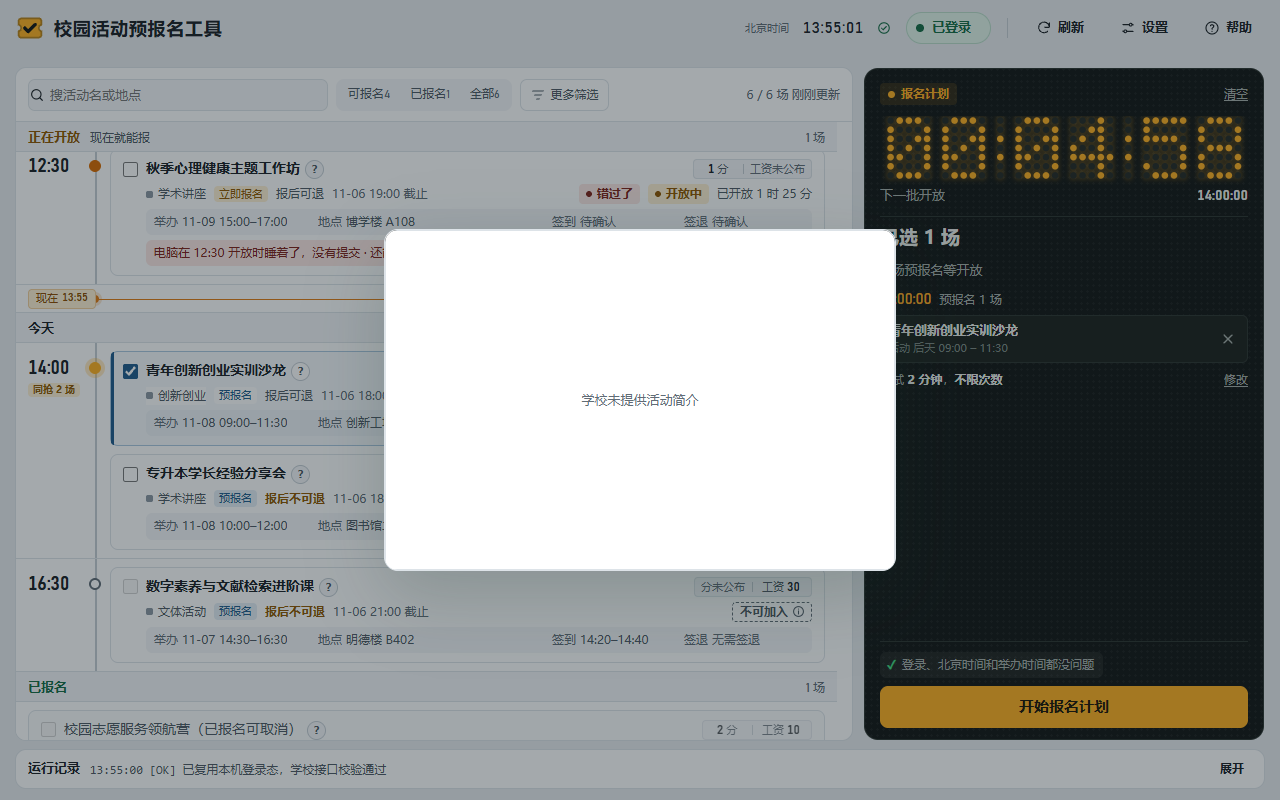 校园活动预报名工具
北京时间 13:55:01 已登录 刷新 设置 帮助
搜活动名或地点
可报名4 已报名1 全部6 更多筛选 6 / 6 场 刚刚更新
正在开放 现在就能报 1 场
12:30 秋季心理健康主题工作坊 ? 1 分 工资未公布
学术讲座 立即报名 报后可退 11-06 19:00 截止 错过了 开放中 已开放 1 时 25 分
举办 11-09 15:00–17:00 地点 博学楼 A108 签到 待确认 签退 待确认
电脑在 12:30 开放时睡着了，没有提交 · 还
现在 13:55
今天
14:00 青年创新创业实训沙龙 ?
同抢 2 场
创新创业 预报名 报后可退 11-06 18:0
举办 11-08 09:00–11:30 地点 创新工
专升本学长经验分享会 ?
学术讲座 预报名 报后不可退 11-06 18
举办 11-08 10:00–12:00 地点 图书馆
16:30 数字素养与文献检索进阶课 ? 分未公布 工资 30
文体活动 预报名 报后不可退 11-06 21:00 截止 不可加入
举办 11-07 14:30–16:30 地点 明德楼 B402 签到 14:20–14:40 签退 无需签退
已报名 1 场
校园志愿服务领航营（已报名可取消） ? 2 分 工资 10
学校未提供活动简介
报名计划 清空
00:04:58
下一批开放 14:00:00
选 1 场
场预报名等开放
00:00 预报名 1 场
青年创新创业实训沙龙
动 后天 09:00 – 11:30
试 2 分钟，不限次数 修改
登录、北京时间和举办时间都没问题
开始报名计划
运行记录 13:55:00 [OK] 已复用本机登录态，学校接口校验通过 展开